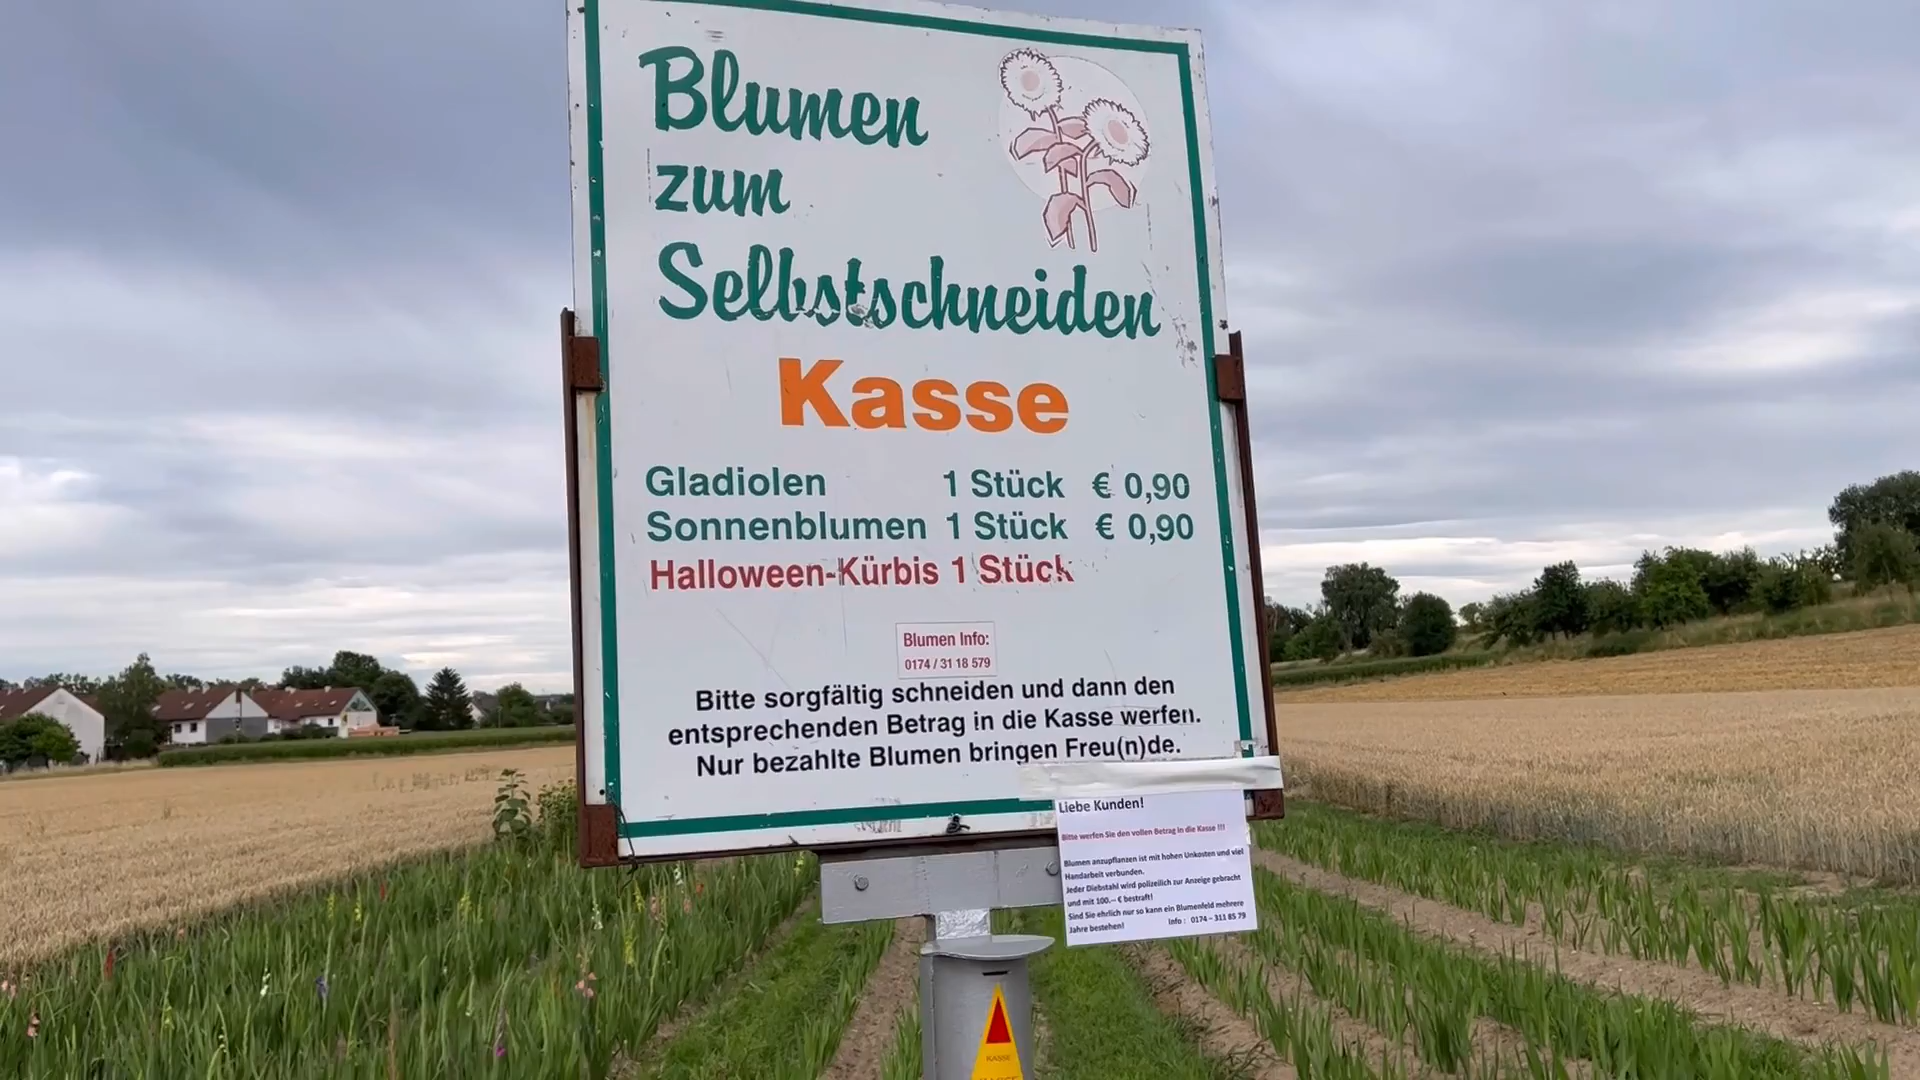 Blumen
zum
Selbstschneiden
Kasse
Gladiolen 1 Stück € 0,90
Sonnenblumen 1 Stück € 0,90
Halloween-Kürbis 1 Stück
Blumen Info:
0174 / 31 18 579
Bitte sorgfältig schneiden und dann den
entsprechenden Betrag in die Kasse werfen.
Nur bezahlte Blumen bringen Freu(n)de.
Liebe Kunden!
Bitte werfen Sie den vollen Betrag in die Kasse !!!
Blumen anzupflanzen ist mit hohen Unkosten und viel
Handarbeit verbunden.
Jeder Diebstahl wird polizeilich zur Anzeige gebracht
und mit 100.-- € bestraft!
Sind Sie ehrlich nur so kann ein Blumenfeld mehrere
Jahre bestehen! Info : 0174 – 311 85 79
KASSE
KASSE